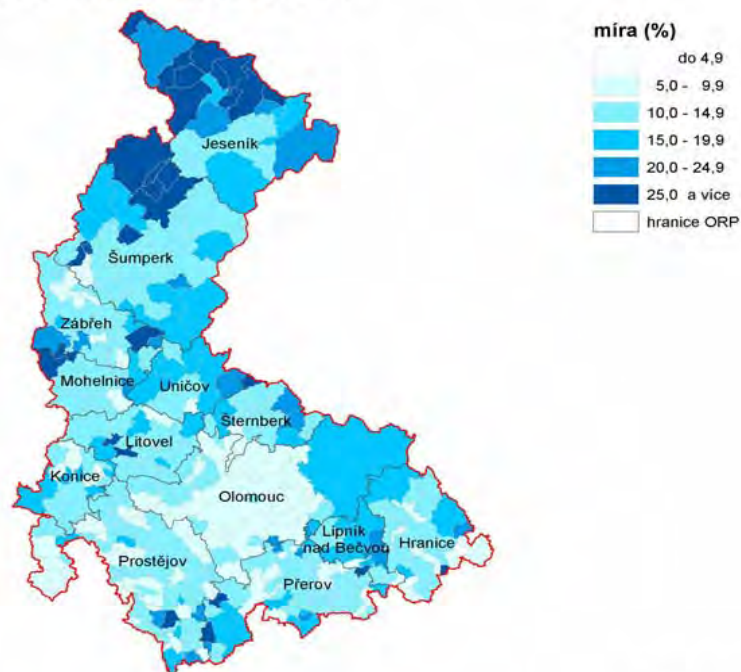 míra (%)
do 4,9
5,0 - 9,9
10,0 - 14,9
15,0 - 19,9
20,0 - 24,9
25,0 a více
hranice ORP
Jeseník
Šumperk
Zábřeh
Mohelnice
Uničov
Šternberk
Litovel
Konice
Olomouc
Lipník
nad Bečvou
Hranice
Prostějov
Přerov